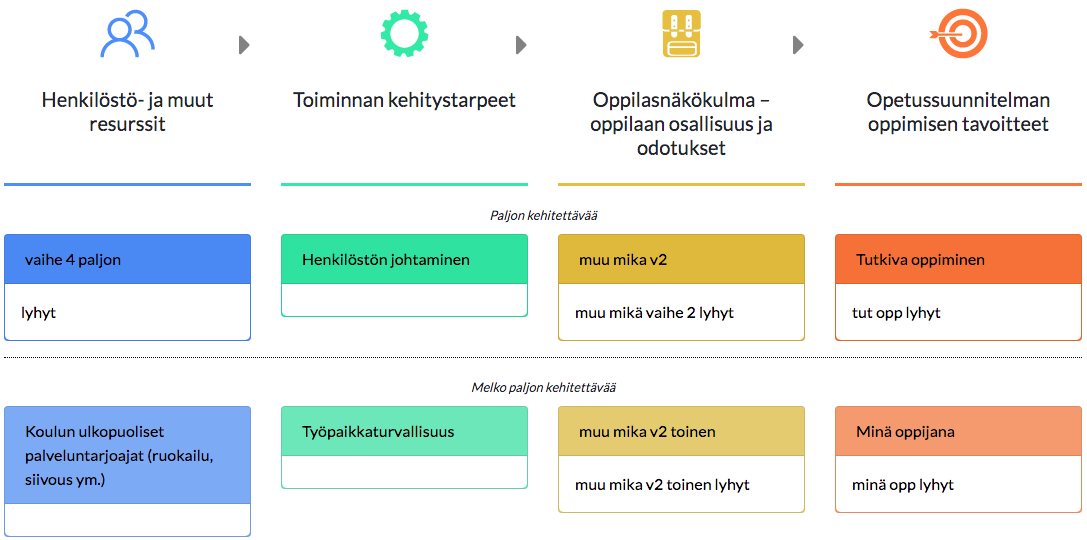 Henkilöstö- ja muut
resurssit
Toiminnan kehitystarpeet
Oppilasnäkökulma –
oppilaan osallisuus ja
odotukset
Opetussuunnitelman
oppimisen tavoitteet
Paljon kehitettävää
vaihe 4 paljon
lyhyt
Henkilöstön johtaminen
muu mika v2
muu mikä vaihe 2 lyhyt
Tutkiva oppiminen
tut opp lyhyt
Melko paljon kehitettävää
Koulun ulkopuoliset
palveluntarjoajat (ruokailu,
siivous ym.)
Työpaikkaturvallisuus
muu mika v2 toinen
muu mika v2 toinen lyhyt
Minä oppijana
minä opp lyhyt